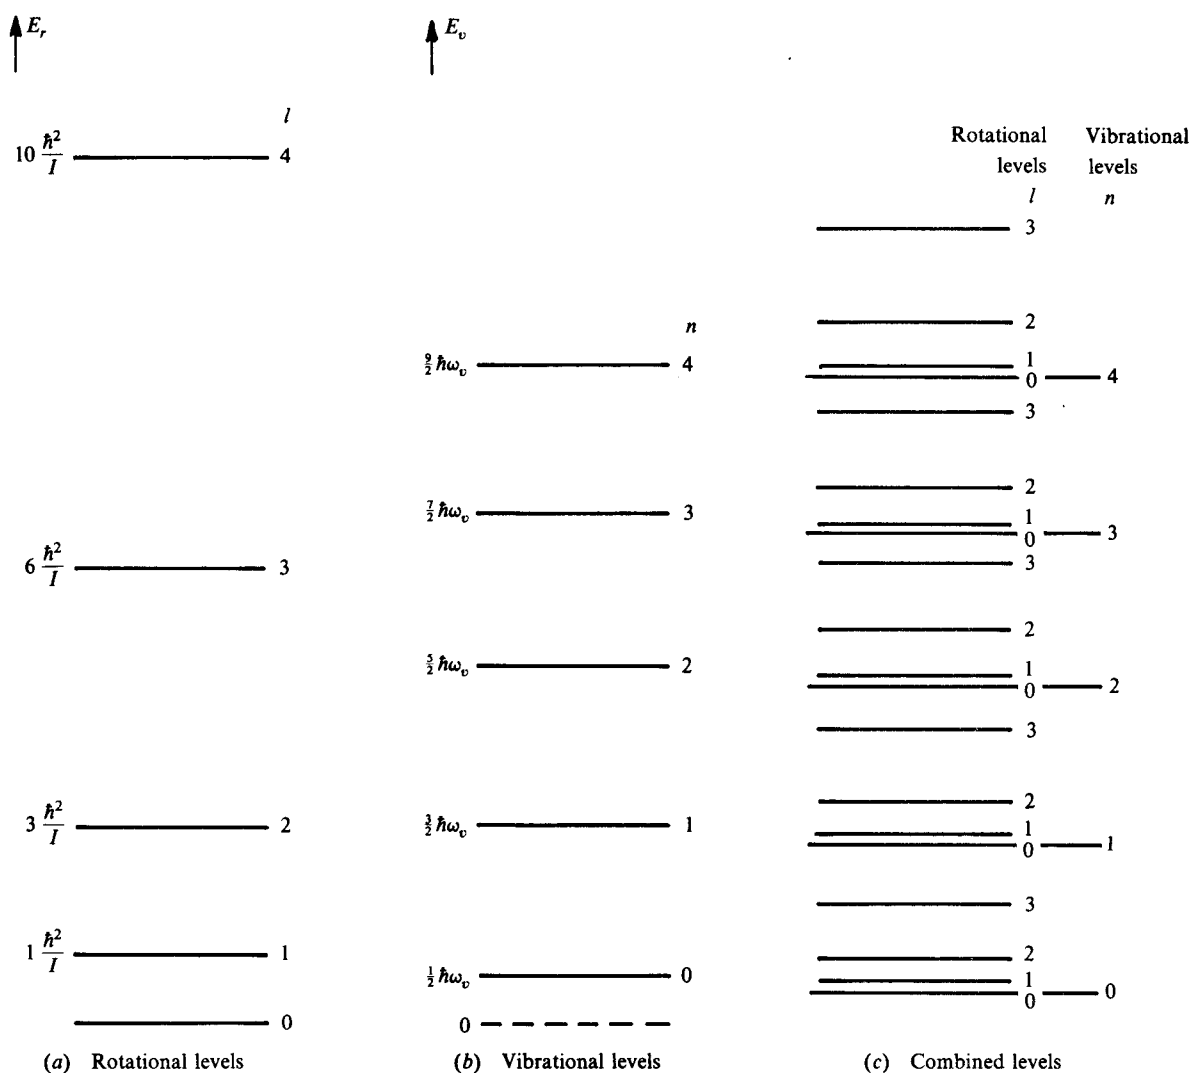 E_r
l
10 ℏ²/I 4
6 ℏ²/I 3
3 ℏ²/I 2
1 ℏ²/I 1
0
(a) Rotational levels
E_v
n
9/2 ℏω_v 4
7/2 ℏω_v 3
5/2 ℏω_v 2
3/2 ℏω_v 1
1/2 ℏω_v 0
0
(b) Vibrational levels
Rotational Vibrational
levels levels
l n
3
2
1
0 4
3
2
1
0 3
3
2
1
0 2
3
2
1
0 1
3
2
1
0 0
(c) Combined levels